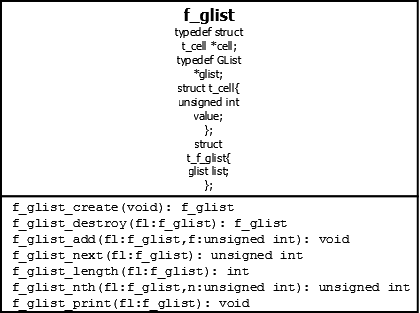 f_glist
typedef struct
t_cell *cell;
typedef GList
*glist;
struct t_cell{
unsigned int
value;
};
struct
t_f_glist{
glist list;
};
f_glist_create(void): f_glist
f_glist_destroy(fl:f_glist): f_glist
f_glist_add(fl:f_glist,f:unsigned int): void
f_glist_next(fl:f_glist): unsigned int
f_glist_length(fl:f_glist): int
f_glist_nth(fl:f_glist,n:unsigned int): unsigned int
f_glist_print(fl:f_glist): void